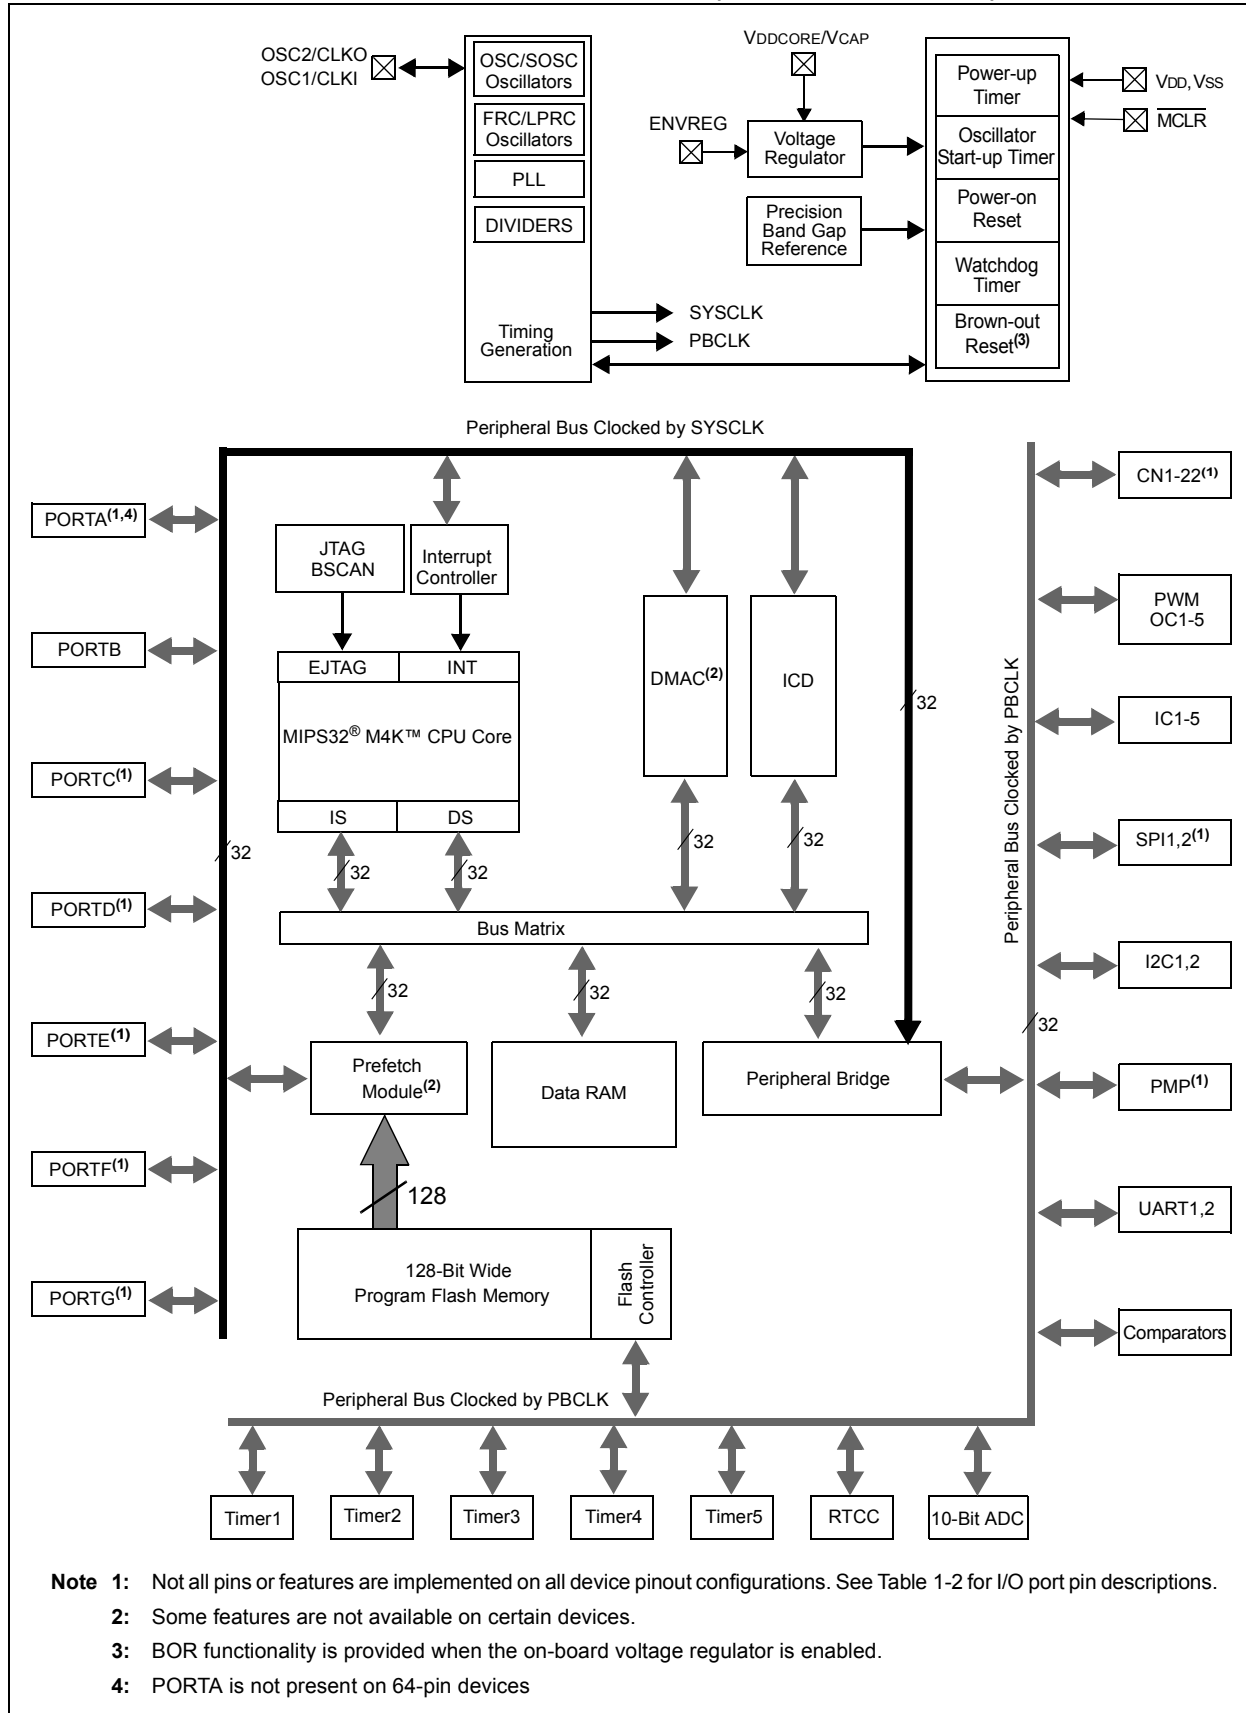 OSC2/CLKO
OSC1/CLKI
OSC/SOSC
Oscillators
FRC/LPRC
Oscillators
PLL
DIVIDERS
Timing
Generation
SYSCLK
PBCLK
VDDCORE/VCAP
ENVREG
Voltage
Regulator
Precision
Band Gap
Reference
Power-up
Timer
Oscillator
Start-up Timer
Power-on
Reset
Watchdog
Timer
Brown-out
Reset(3)
VDD, VSS
MCLR
Peripheral Bus Clocked by SYSCLK
PORTA(1,4)
PORTB
PORTC(1)
PORTD(1)
PORTE(1)
PORTF(1)
PORTG(1)
32
JTAG
BSCAN
Interrupt
Controller
EJTAG
INT
MIPS32® M4K™ CPU Core
IS
DS
32
32
DMAC(2)
ICD
32
32
32
Bus Matrix
32
32
32
Prefetch
Module(2)
Data RAM
Peripheral Bridge
128
128-Bit Wide
Program Flash Memory
Flash
Controller
Peripheral Bus Clocked by PBCLK
32
CN1-22(1)
PWM
OC1-5
IC1-5
SPI1,2(1)
I2C1,2
PMP(1)
UART1,2
Comparators
Peripheral Bus Clocked by PBCLK
Timer1
Timer2
Timer3
Timer4
Timer5
RTCC
10-Bit ADC
Note 1: Not all pins or features are implemented on all device pinout configurations. See Table 1-2 for I/O port pin descriptions.
2: Some features are not available on certain devices.
3: BOR functionality is provided when the on-board voltage regulator is enabled.
4: PORTA is not present on 64-pin devices